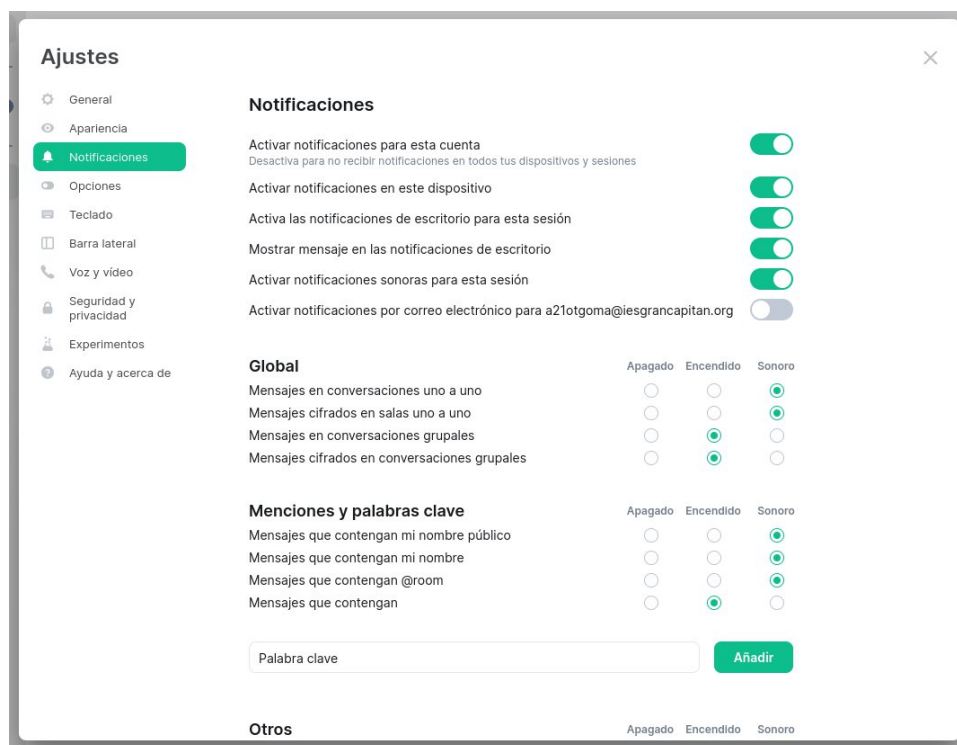 Ajustes
General
Apariencia
Notificaciones
Opciones
Teclado
Barra lateral
Voz y vídeo
Seguridad y
privacidad
Experimentos
Ayuda y acerca de
Notificaciones
Activar notificaciones para esta cuenta
Desactiva para no recibir notificaciones en todos tus dispositivos y sesiones
Activar notificaciones en este dispositivo
Activa las notificaciones de escritorio para esta sesión
Mostrar mensaje en las notificaciones de escritorio
Activar notificaciones sonoras para esta sesión
Activar notificaciones por correo electrónico para a21otgoma@iesgrancapitan.org
Global Apagado Encendido Sonoro
Mensajes en conversaciones uno a uno
Mensajes cifrados en salas uno a uno
Mensajes en conversaciones grupales
Mensajes cifrados en conversaciones grupales
Menciones y palabras clave Apagado Encendido Sonoro
Mensajes que contengan mi nombre público
Mensajes que contengan mi nombre
Mensajes que contengan @room
Mensajes que contengan
Palabra clave Añadir
Otros Apagado Encendido Sonoro